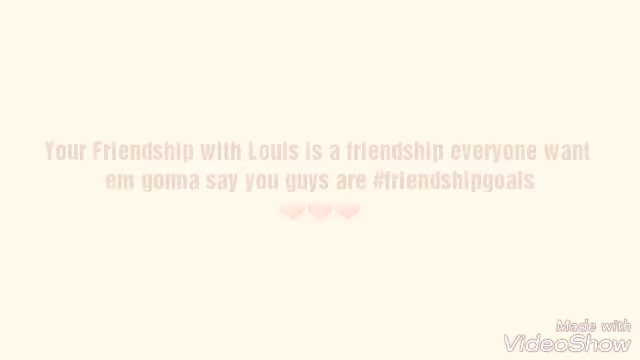 Your Friendship with Louis is a friendship everyone want
em gonna say you guys are #friendshipgoals
❤❤❤
Made with
VideoShow